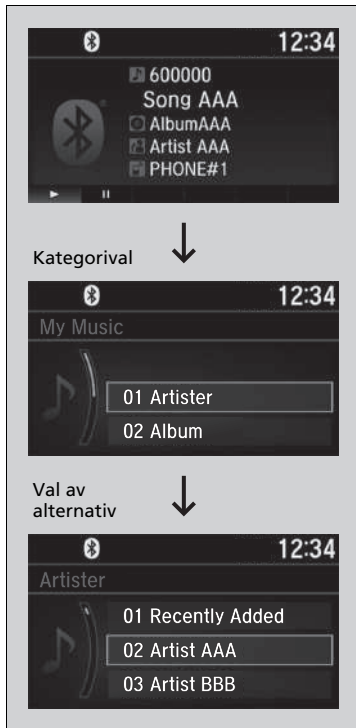 12:34
600000
Song AAA
AlbumAAA
Artist AAA
PHONE#1
Kategorival
12:34
My Music
01 Artister
02 Album
Val av
alternativ
12:34
Artister
01 Recently Added
02 Artist AAA
03 Artist BBB